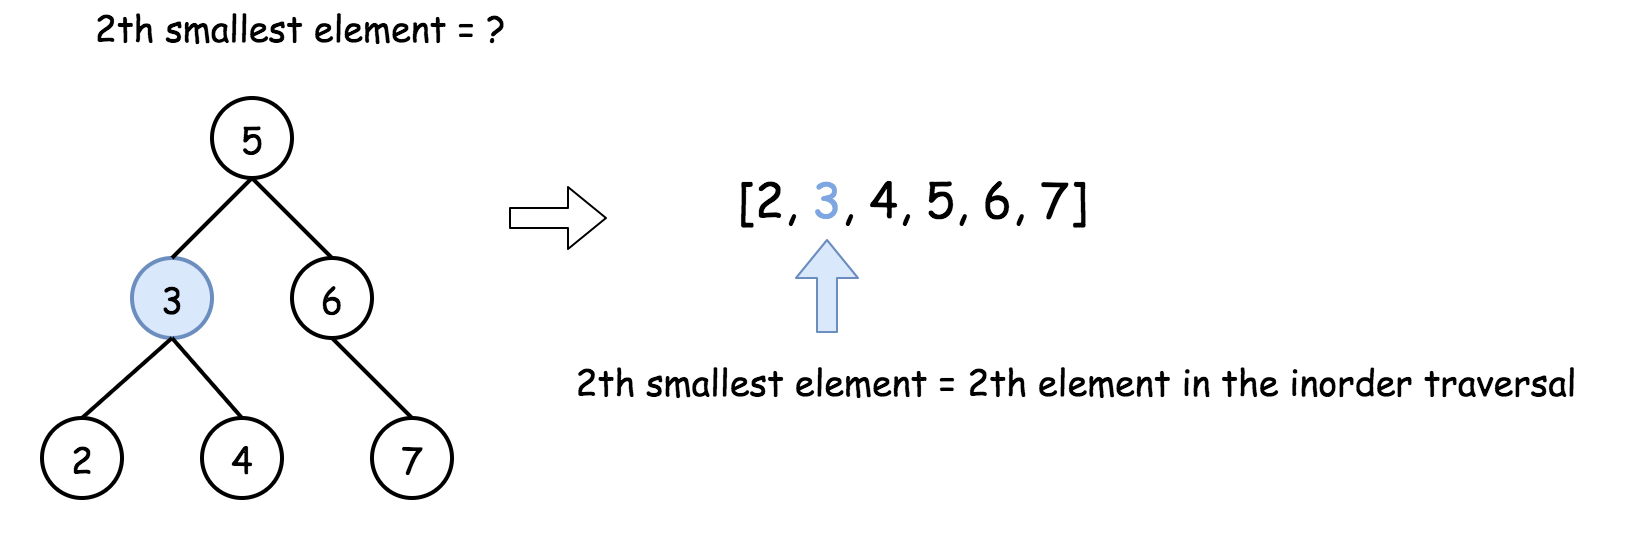 2th smallest element = ?
5
[2, 3, 4, 5, 6, 7]
3
6
2th smallest element = 2th element in the inorder traversal
2
4
7